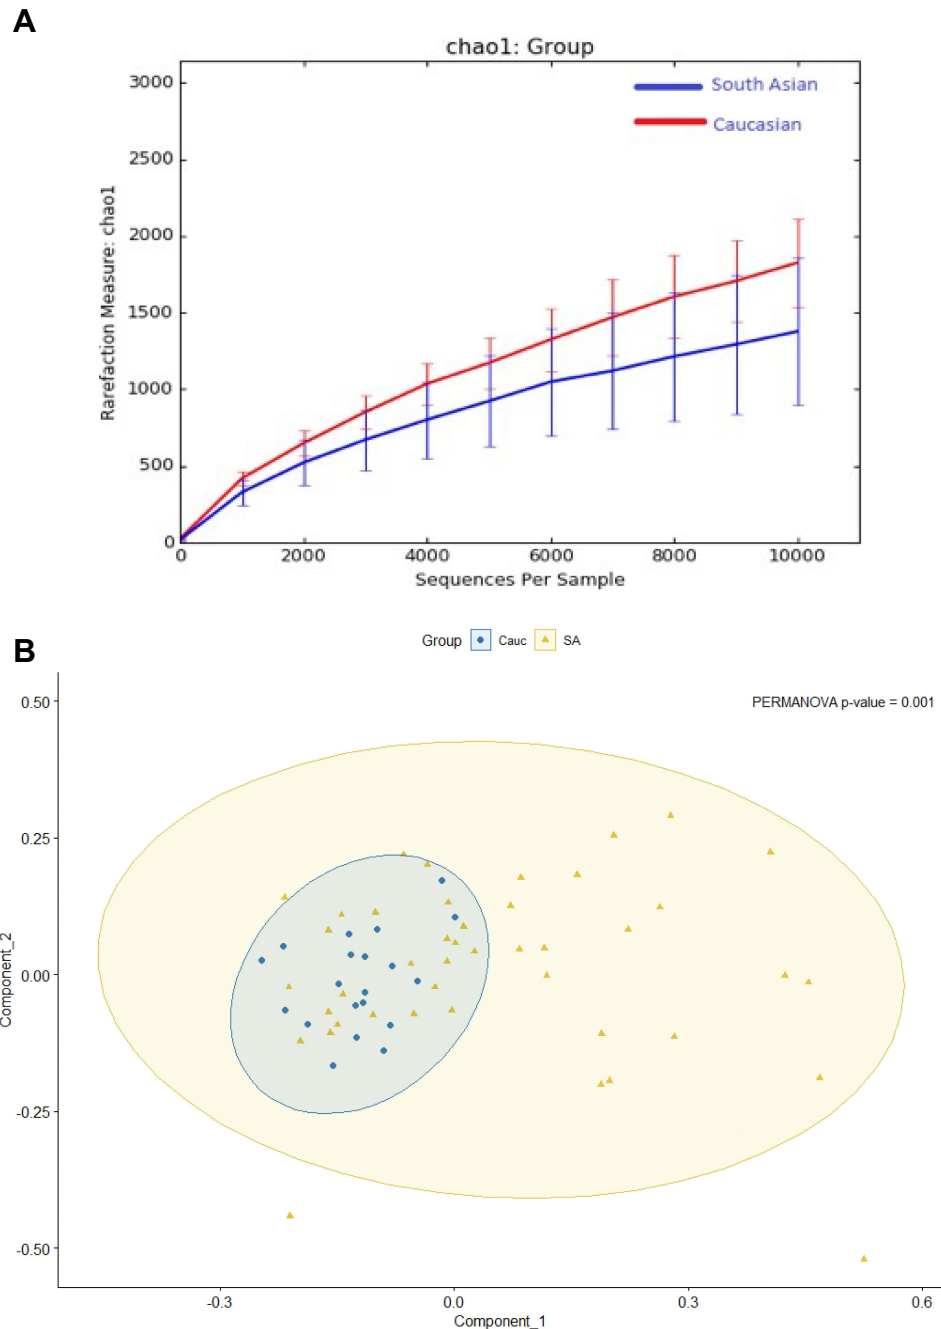 A
chao1: Group
3000
2500
2000
1500
1000
500
0
Rarefaction Measure: chao1
South Asian
Caucasian
0 2000 4000 6000 8000 10000
Sequences Per Sample
B
Group Cauc SA
PERMANOVA p-value = 0.001
0.50
0.25
0.00
-0.25
-0.50
Component_2
-0.3 0.0 0.3 0.6
Component_1